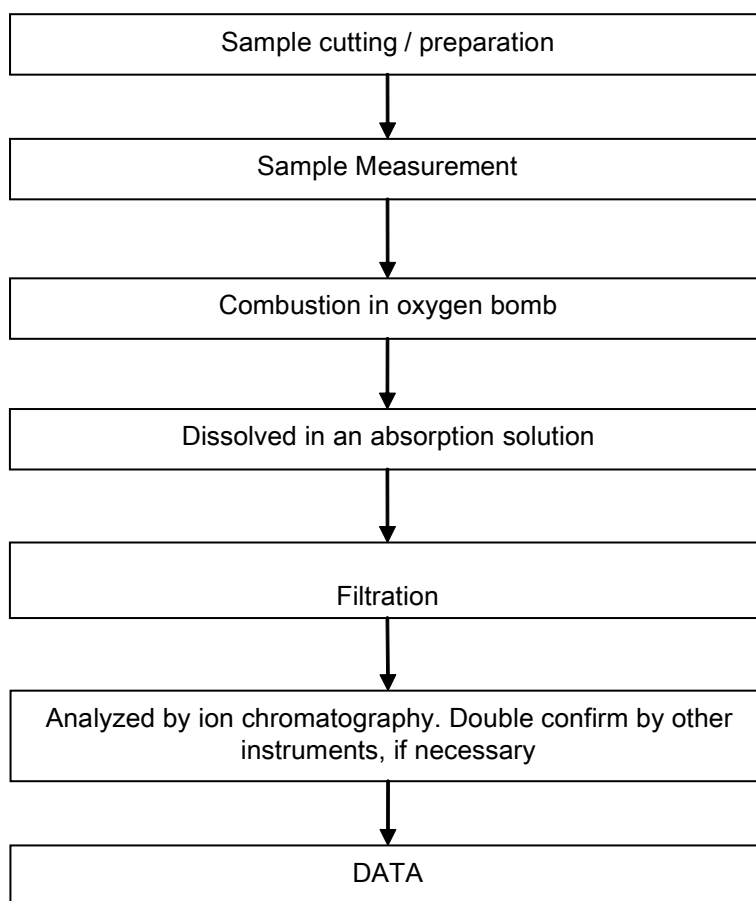 Sample cutting / preparation
Sample Measurement
Combustion in oxygen bomb
Dissolved in an absorption solution
Filtration
Analyzed by ion chromatography. Double confirm by other
instruments, if necessary
DATA